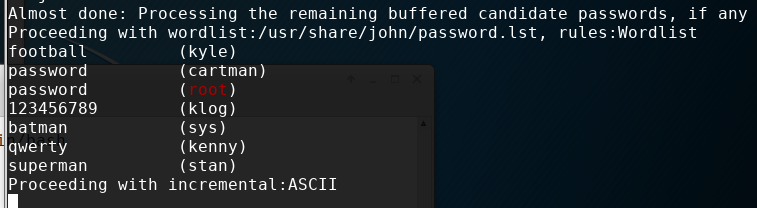 Almost done: Processing the remaining buffered candidate passwords, if any
Proceeding with wordlist:/usr/share/john/password.lst, rules:Wordlist
football (kyle)
password (cartman)
password (root)
123456789 (klog)
batman (sys)
qwerty (kenny)
superman (stan)
Proceeding with incremental:ASCII